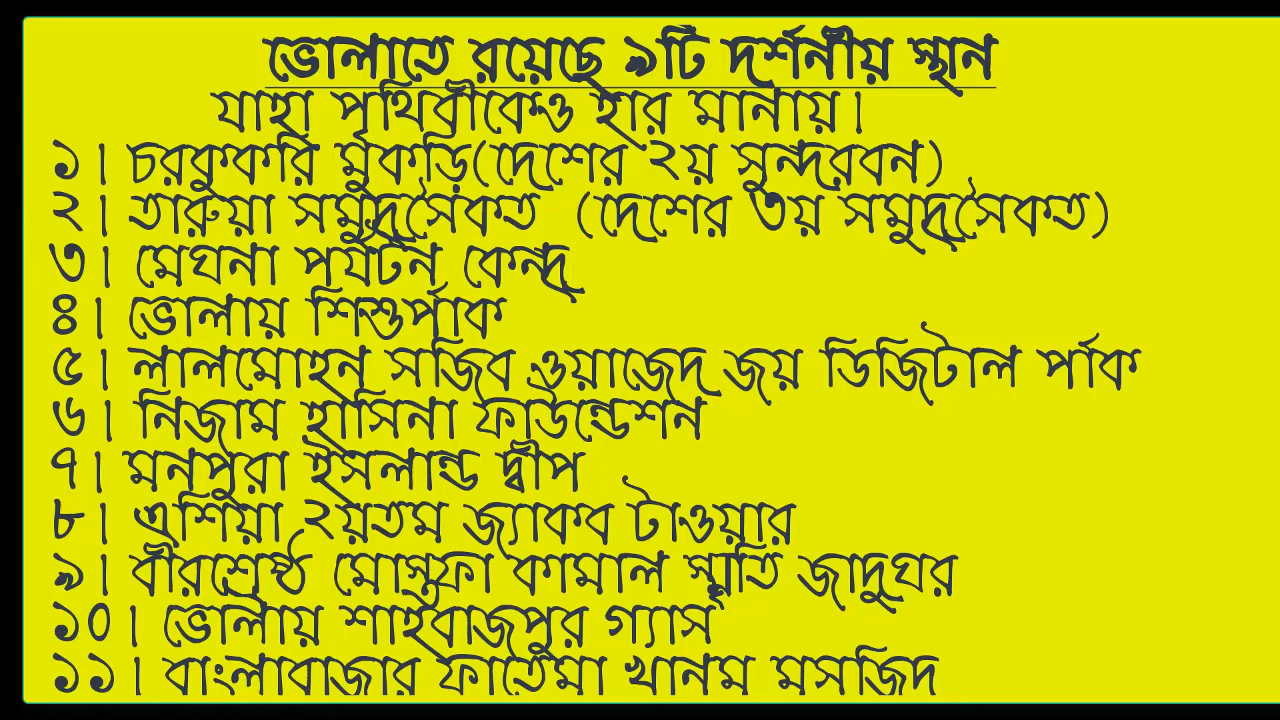 ভোলাতে রয়েছে ৯টি দর্শনীয় স্থান
যাহা পৃথিবীকেও হার মানায়।
১। চরকুকরি মুকড়ি(দেশের ২য় সুন্দরবন)
২। তারুয়া সমুদ্রসৈকত (দেশের ৩য় সমুদ্রসৈকত)
৩। মেঘনা পর্যটন কেন্দ্র
৪। ভোলায় শিশুর্পাক
৫। লালমোহন সজিব ওয়াজেদ জয় ডিজিটাল র্পাক
৬। নিজাম হাসিনা ফাউন্ডেশন
৭। মনপুরা ইসলান্ড দ্বীপ
৮। এশিয়া ২য়তম জ্যাকব টাওয়ার
৯। বীরশ্রেষ্ঠ মোস্তফা কামাল স্মৃতি জাদুঘর
১০। ভোলায় শাহবাজপুর গ্যাস
১১। বাংলাবাজার ফাতেমা খানম মসজিদ